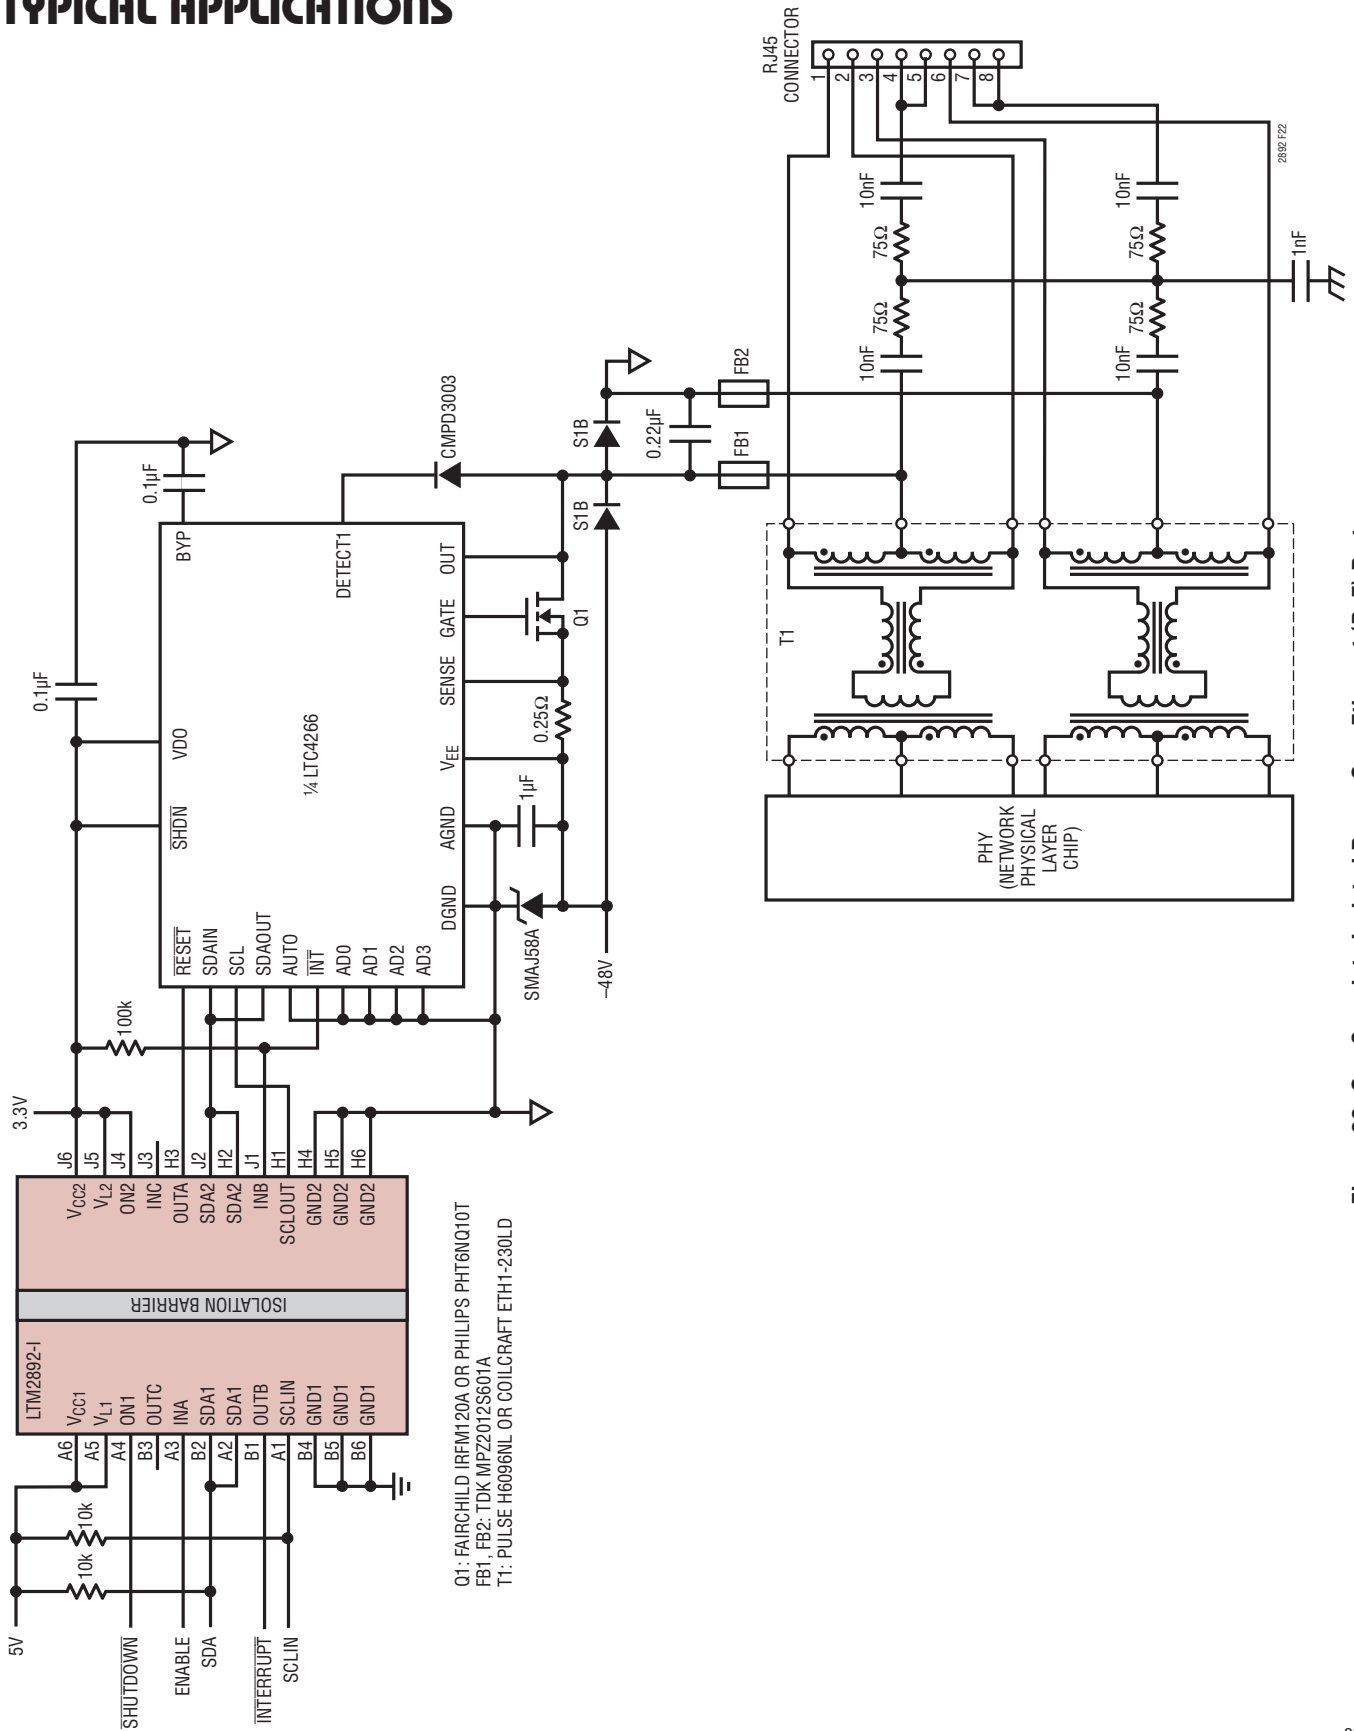 TYPICAL APPLICATIONS
5V
10k
10k
SHUTDOWN
ENABLE
SDA
INTERRUPT
SCLIN
LTM2892-I
A6 VCC1
A5 VL1
A4 ON1
B3 OUTC
A3 INA
B2 SDA1
A2 SDA1
B1 OUTB
A1 SCLIN
B4 GND1
B5 GND1
B6 GND1
ISOLATION BARRIER
VCC2 J6
VL2 J5
ON2 J4
INC J3
OUTA H3
SDA2 J2
SDA2 H2
INB J1
SCLOUT H1
GND2 H4
GND2 H5
GND2 H6
3.3V
100k
0.1µF
0.1µF
RESET
SDAIN
SCL
SDAOUT
AUTO
INT
AD0
AD1
AD2
AD3
SHDN
VDO
BYP
¼ LTC4266
DETECT1
DGND
AGND
VEE
SENSE
GATE
OUT
SMAJ58A
1µF
0.25Ω
Q1
CMPD3003
–48V
S1B
S1B
0.22µF
FB1
FB2
PHY
(NETWORK
PHYSICAL
LAYER
CHIP)
T1
10nF
75Ω
75Ω
10nF
10nF
75Ω
75Ω
10nF
1nF
RJ45
CONNECTOR
1
2
3
4
5
6
7
8
2892 F22
Q1: FAIRCHILD IRFM120A OR PHILIPS PHT6NQ10T
FB1, FB2: TDK MPZ2012S601A
T1: PULSE H6096NL OR COILCRAFT ETH1-230LD